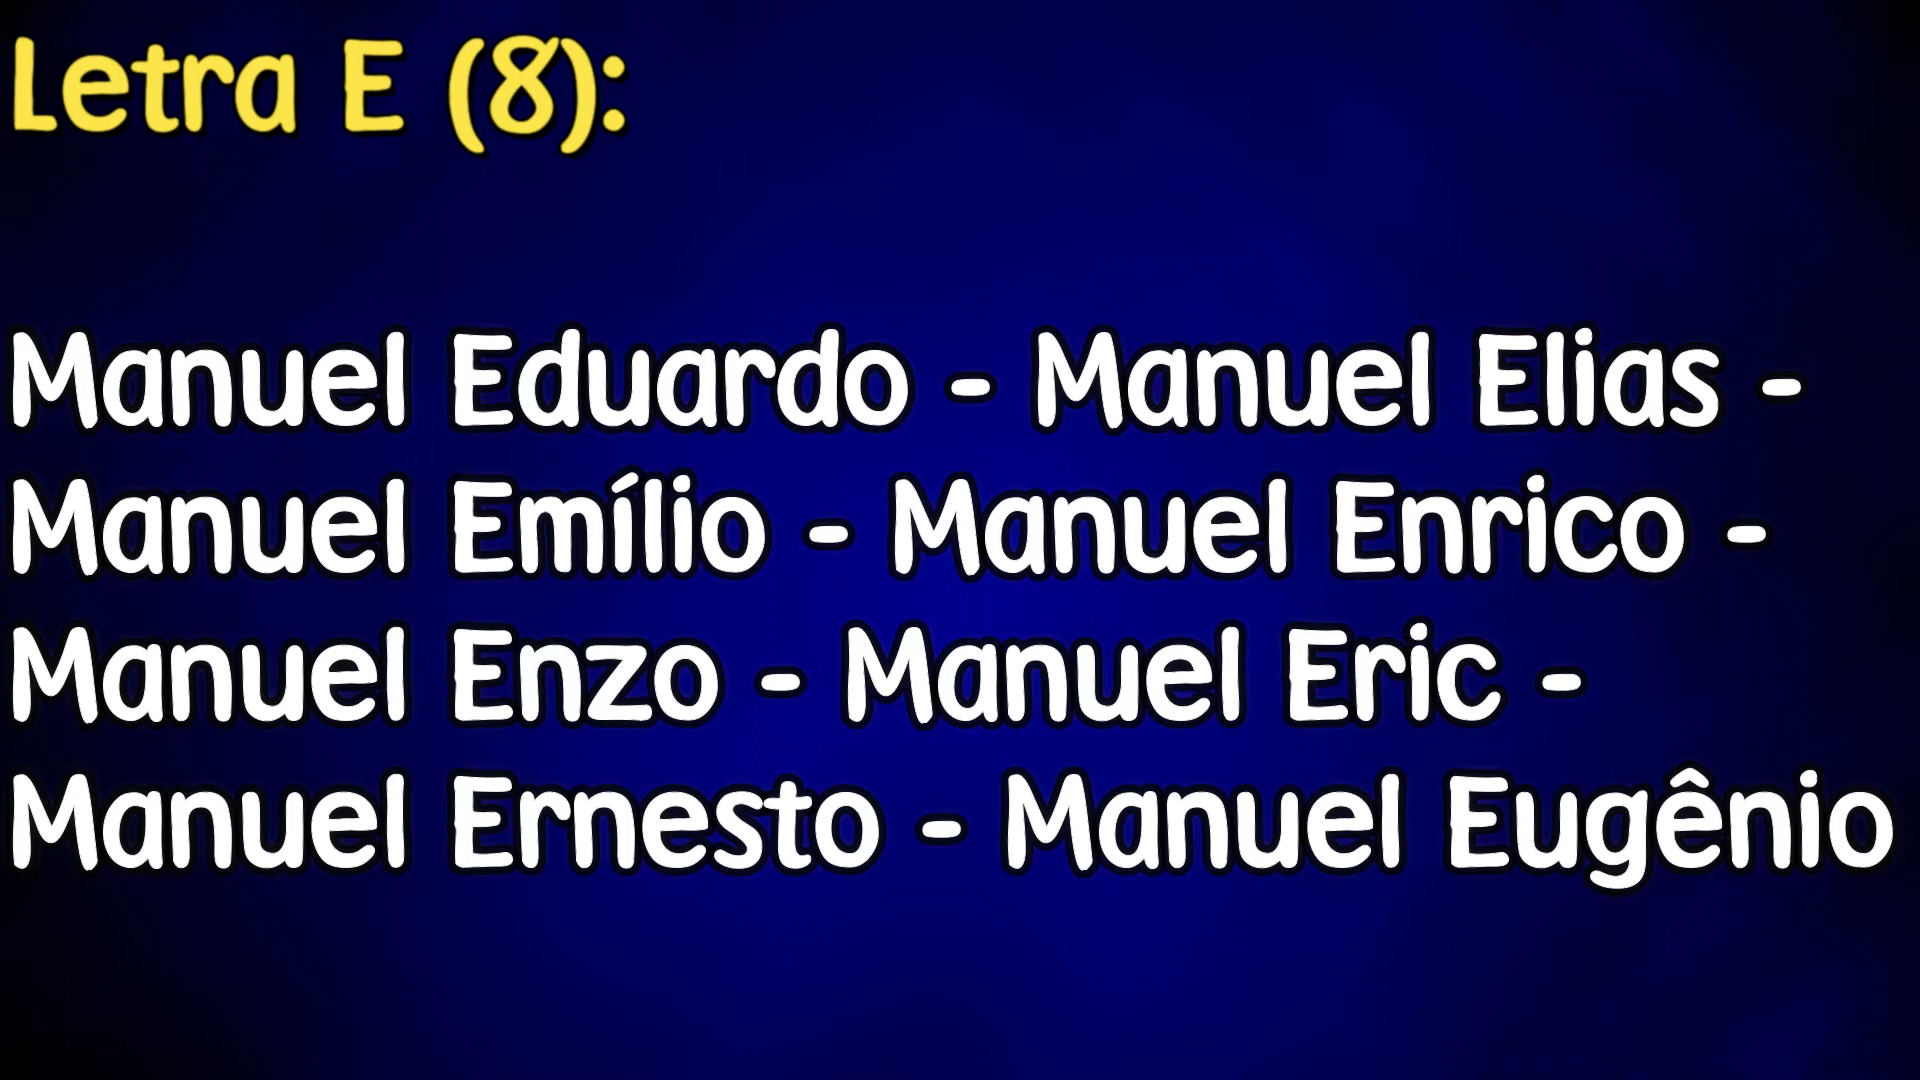 Letra E (8):
Manuel Eduardo - Manuel Elias -
Manuel Emílio - Manuel Enrico -
Manuel Enzo - Manuel Eric -
Manuel Ernesto - Manuel Eugênio